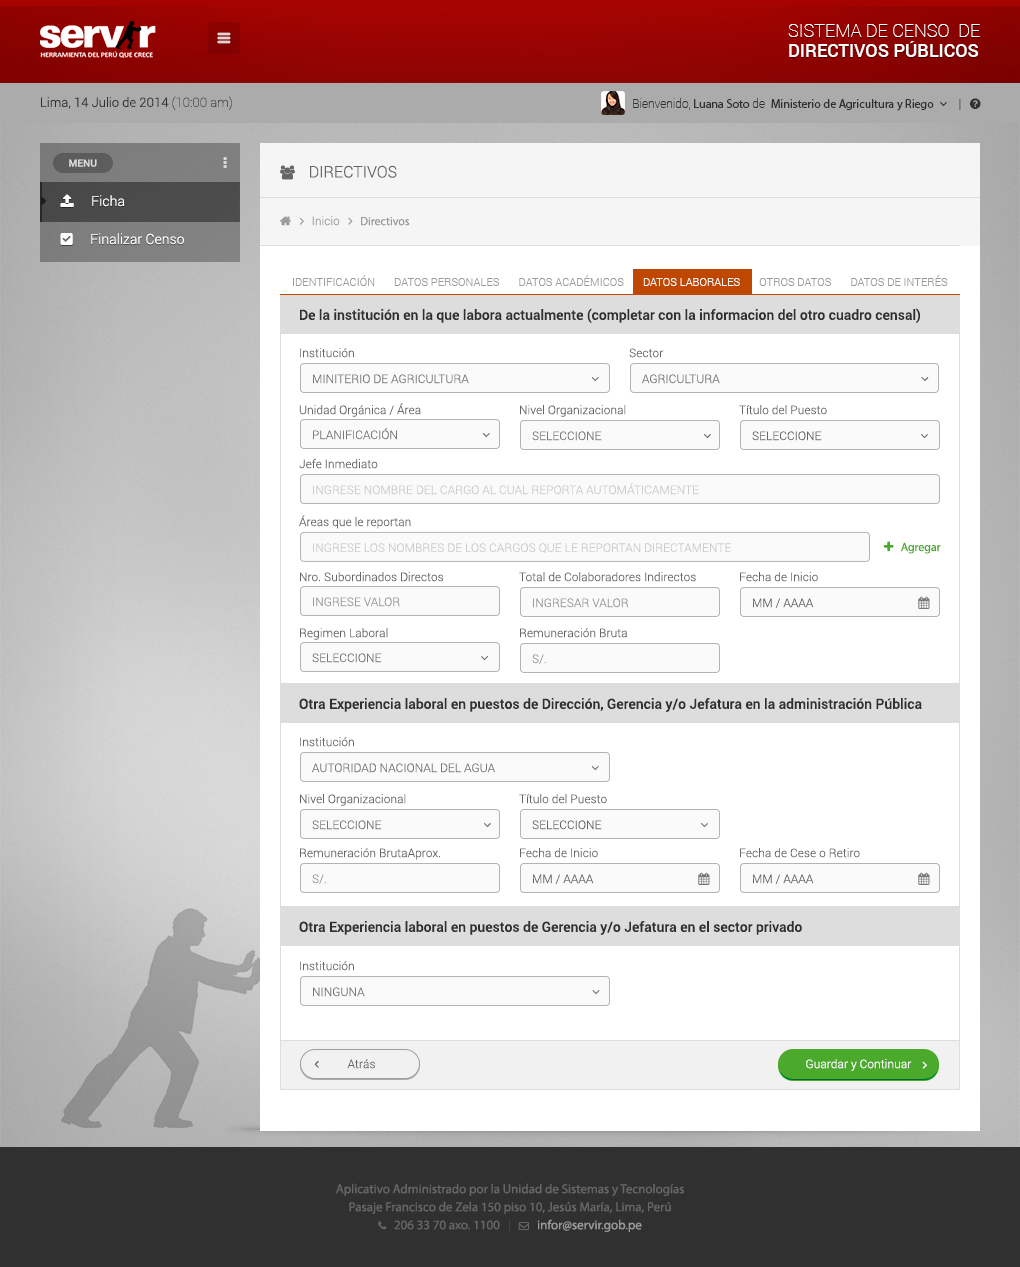 servir
HERRAMIENTA DEL PERÚ QUE CRECE
SISTEMA DE CENSO DE
DIRECTIVOS PÚBLICOS
Lima, 14 Julio de 2014 (10:00 am)
Bienvenido, Luana Soto de Ministerio de Agricultura y Riego |
MENU
Ficha
Finalizar Censo
DIRECTIVOS
Inicio > Directivos
IDENTIFICACIÓN DATOS PERSONALES DATOS ACADÉMICOS DATOS LABORALES OTROS DATOS DATOS DE INTERÉS
De la institución en la que labora actualmente (completar con la informacion del otro cuadro censal)
Institución Sector
MINITERIO DE AGRICULTURA AGRICULTURA
Unidad Orgánica / Área Nivel Organizacional Título del Puesto
PLANIFICACIÓN SELECCIONE SELECCIONE
Jefe Inmediato
INGRESE NOMBRE DEL CARGO AL CUAL REPORTA AUTOMÁTICAMENTE
Áreas que le reportan
INGRESE LOS NOMBRES DE LOS CARGOS QUE LE REPORTAN DIRECTAMENTE + Agregar
Nro. Subordinados Directos Total de Colaboradores Indirectos Fecha de Inicio
INGRESE VALOR INGRESAR VALOR MM / AAAA
Regimen Laboral Remuneración Bruta
SELECCIONE S/.
Otra Experiencia laboral en puestos de Dirección, Gerencia y/o Jefatura en la administración Pública
Institución
AUTORIDAD NACIONAL DEL AGUA
Nivel Organizacional Título del Puesto
SELECCIONE SELECCIONE
Remuneración BrutaAprox. Fecha de Inicio Fecha de Cese o Retiro
S/. MM / AAAA MM / AAAA
Otra Experiencia laboral en puestos de Gerencia y/o Jefatura en el sector privado
Institución
NINGUNA
Atrás Guardar y Continuar
Aplicativo Administrado por la Unidad de Sistemas y Tecnologías
Pasaje Francisco de Zela 150 piso 10, Jesús María, Lima, Perú
206 33 70 axo. 1100 | infor@servir.gob.pe